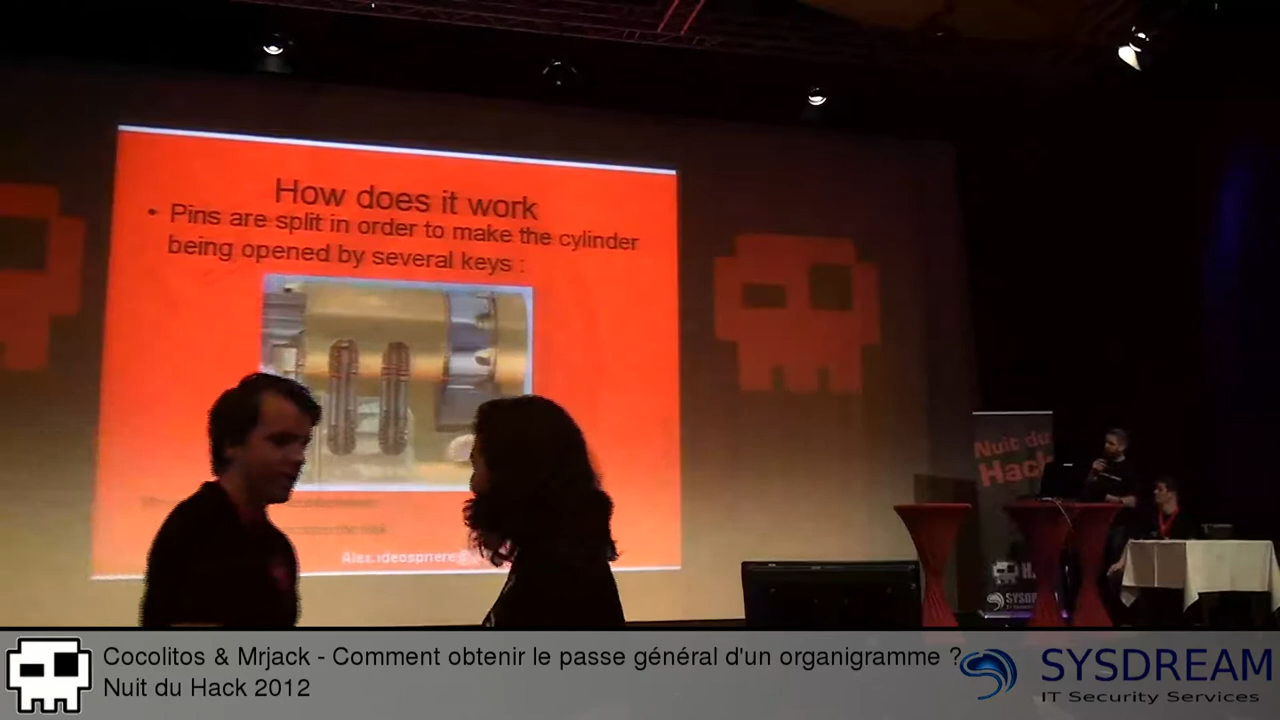 How does it work
• Pins are split in order to make the cylinder
being opened by several keys :
Nuit du
Hack
Cocolitos & Mrjack - Comment obtenir le passe général d'un organigramme ?
Nuit du Hack 2012
SYSDREAM
IT Security Services